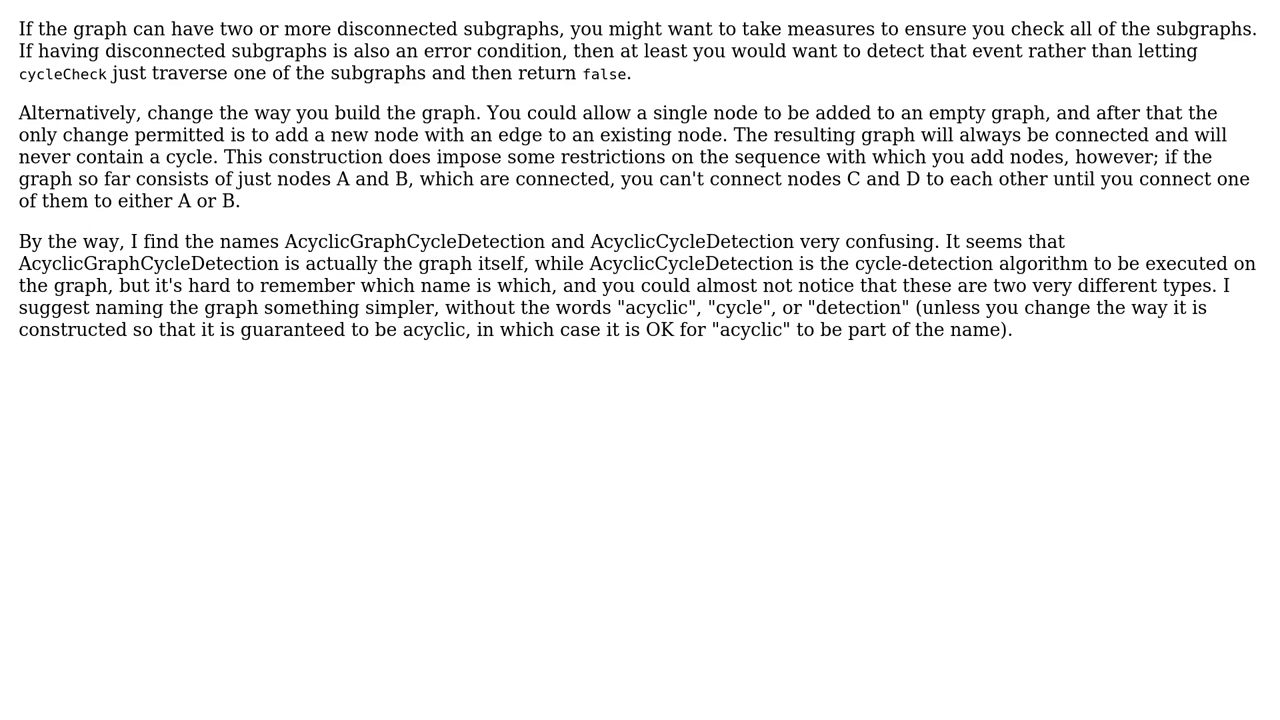 If the graph can have two or more disconnected subgraphs, you might want to take measures to ensure you check all of the subgraphs.
If having disconnected subgraphs is also an error condition, then at least you would want to detect that event rather than letting
cycleCheck just traverse one of the subgraphs and then return false.
Alternatively, change the way you build the graph. You could allow a single node to be added to an empty graph, and after that the
only change permitted is to add a new node with an edge to an existing node. The resulting graph will always be connected and will
never contain a cycle. This construction does impose some restrictions on the sequence with which you add nodes, however; if the
graph so far consists of just nodes A and B, which are connected, you can't connect nodes C and D to each other until you connect one
of them to either A or B.
By the way, I find the names AcyclicGraphCycleDetection and AcyclicCycleDetection very confusing. It seems that
AcyclicGraphCycleDetection is actually the graph itself, while AcyclicCycleDetection is the cycle-detection algorithm to be executed on
the graph, but it's hard to remember which name is which, and you could almost not notice that these are two very different types. I
suggest naming the graph something simpler, without the words "acyclic", "cycle", or "detection" (unless you change the way it is
constructed so that it is guaranteed to be acyclic, in which case it is OK for "acyclic" to be part of the name).